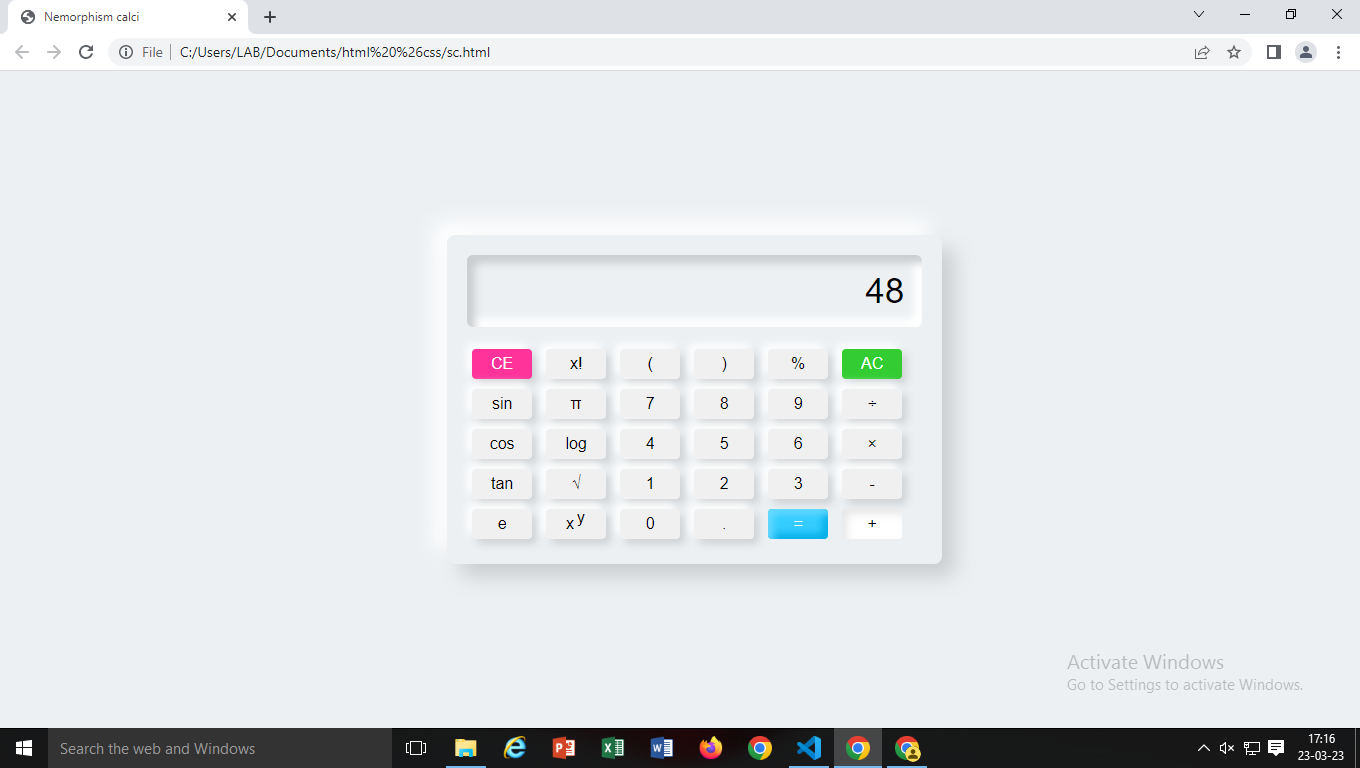 Nemorphism calci
File C:/Users/LAB/Documents/html%20%26css/sc.html
48
CE x! ( ) % AC
sin π 7 8 9 ÷
cos log 4 5 6 ×
tan √ 1 2 3 -
e x y 0 . = +
Activate Windows
Go to Settings to activate Windows.
Search the web and Windows
17:16
23-03-23